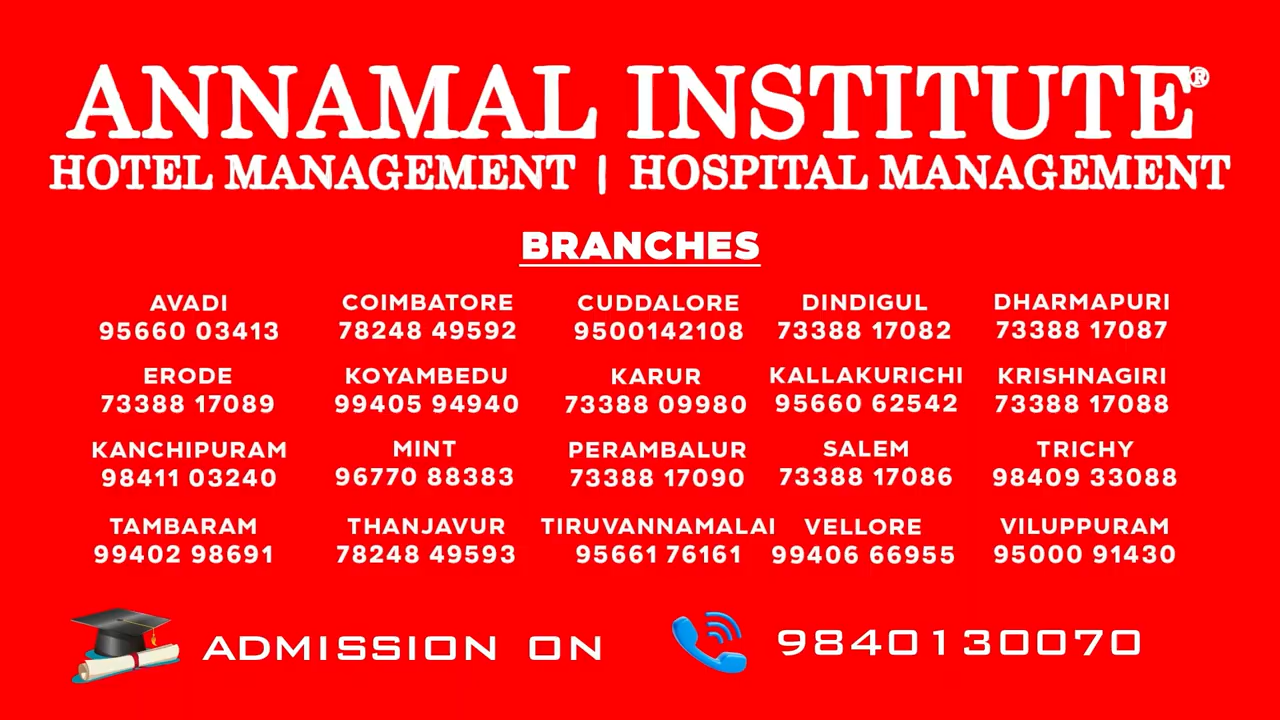 ANNAMAL INSTITUTE®
HOTEL MANAGEMENT | HOSPITAL MANAGEMENT
BRANCHES
AVADI COIMBATORE CUDDALORE DINDIGUL DHARMAPURI
95660 03413 78248 49592 9500142108 73388 17082 73388 17087
ERODE KOYAMBEDU KARUR KALLAKURICHI KRISHNAGIRI
73388 17089 99405 94940 73388 09980 95660 62542 73388 17088
KANCHIPURAM MINT PERAMBALUR SALEM TRICHY
98411 03240 96770 88383 73388 17090 73388 17086 98409 33088
TAMBARAM THANJAVUR TIRUVANNAMALAI VELLORE VILUPPURAM
99402 98691 78248 49593 95661 76161 99406 66955 95000 91430
ADMISSION ON 9840130070